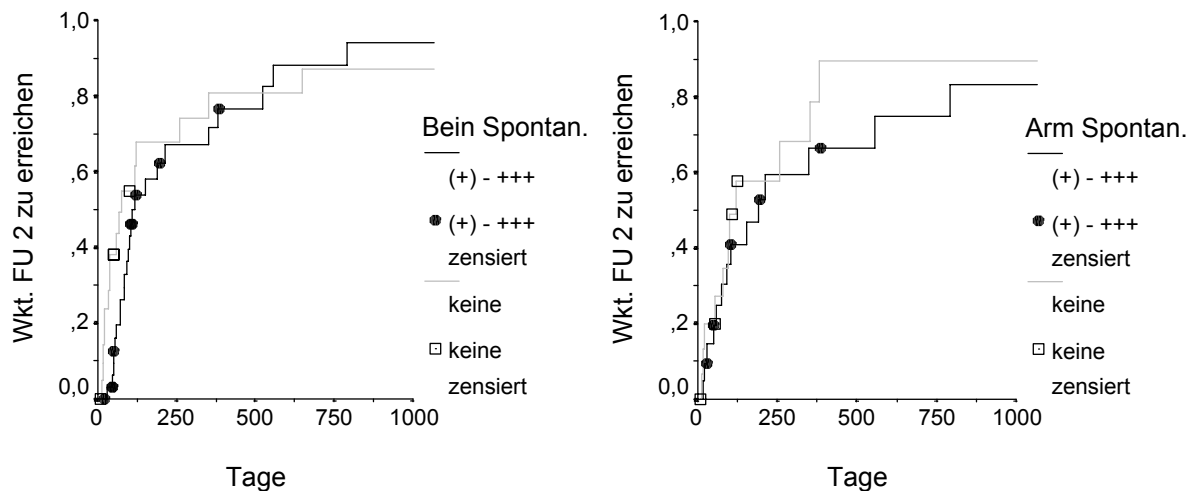 Wkt. FU 2 zu erreichen
1,0
,8
,6
,4
,2
0,0
0 250 500 750 1000
Tage
Bein Spontan.
(+) - +++
(+) - +++
zensiert
keine
keine
zensiert
Wkt. FU 2 zu erreichen
1,0
,8
,6
,4
,2
0,0
0 250 500 750 1000
Tage
Arm Spontan.
(+) - +++
(+) - +++
zensiert
keine
keine
zensiert